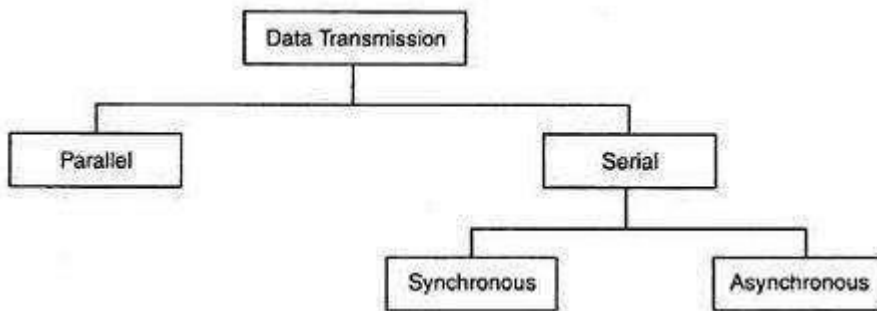 Data Transmission
Parallel
Serial
Synchronous
Asynchronous